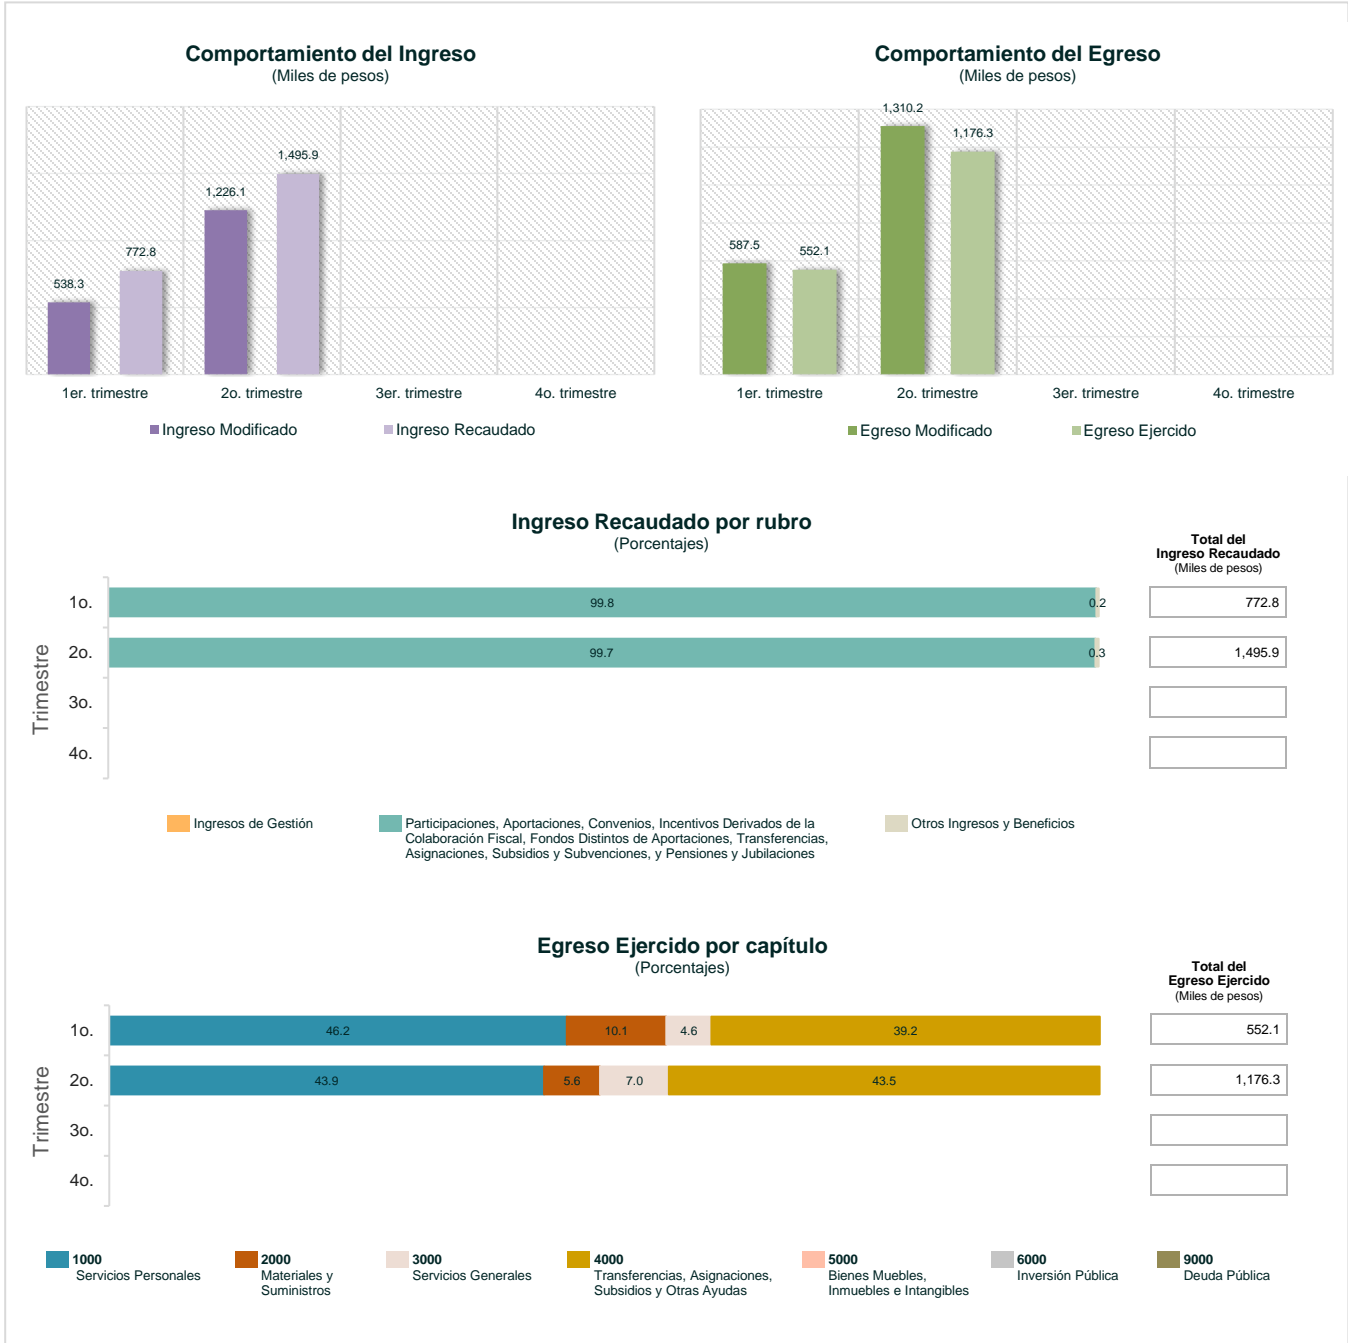 Comportamiento del Ingreso
(Miles de pesos)
538.3
772.8
1,226.1
1,495.9
1er. trimestre
2o. trimestre
3er. trimestre
4o. trimestre
Ingreso Modificado
Ingreso Recaudado
Comportamiento del Egreso
(Miles de pesos)
587.5
552.1
1,310.2
1,176.3
1er. trimestre
2o. trimestre
3er. trimestre
4o. trimestre
Egreso Modificado
Egreso Ejercido
Ingreso Recaudado por rubro
(Porcentajes)
Total del
Ingreso Recaudado
(Miles de pesos)
Trimestre
1o.
99.8
0.2
772.8
2o.
99.7
0.3
1,495.9
3o.
4o.
Ingresos de Gestión
Participaciones, Aportaciones, Convenios, Incentivos Derivados de la
Colaboración Fiscal, Fondos Distintos de Aportaciones, Transferencias,
Asignaciones, Subsidios y Subvenciones, y Pensiones y Jubilaciones
Otros Ingresos y Beneficios
Egreso Ejercido por capítulo
(Porcentajes)
Total del
Egreso Ejercido
(Miles de pesos)
Trimestre
1o.
46.2
10.1
4.6
39.2
552.1
2o.
43.9
5.6
7.0
43.5
1,176.3
3o.
4o.
1000
Servicios Personales
2000
Materiales y
Suministros
3000
Servicios Generales
4000
Transferencias, Asignaciones,
Subsidios y Otras Ayudas
5000
Bienes Muebles,
Inmuebles e Intangibles
6000
Inversión Pública
9000
Deuda Pública